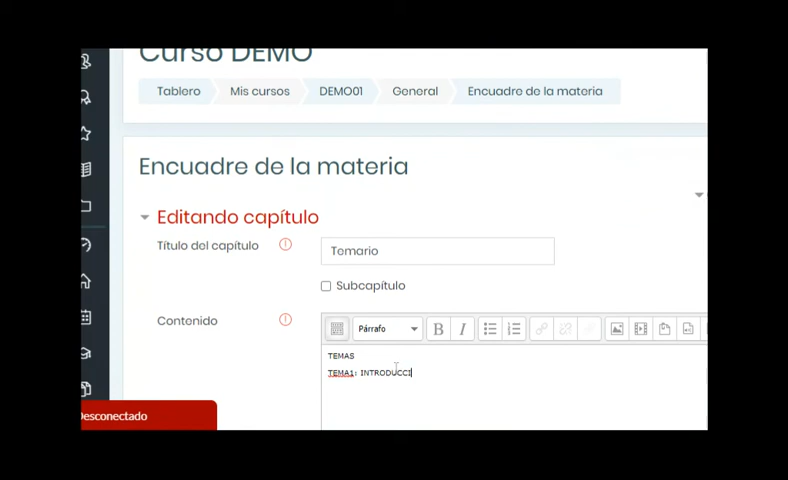 Curso DEMO
Tablero Mis cursos DEMO01 General Encuadre de la materia
Encuadre de la materia
Editando capítulo
Título del capítulo Temario
Subcapítulo
Contenido Párrafo B I
TEMAS
TEMA1: INTRODUCCI
Desconectado